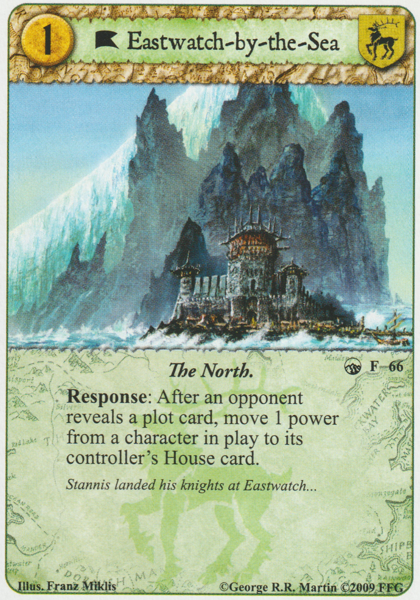 1
Eastwatch-by-the-Sea
The North.
F 66
Response: After an opponent
reveals a plot card, move 1 power
from a character in play to its
controller's House card.
Stannis landed his knights at Eastwatch...
Illus. Franz Miklis
©George R.R. Martin ©2009 FFG